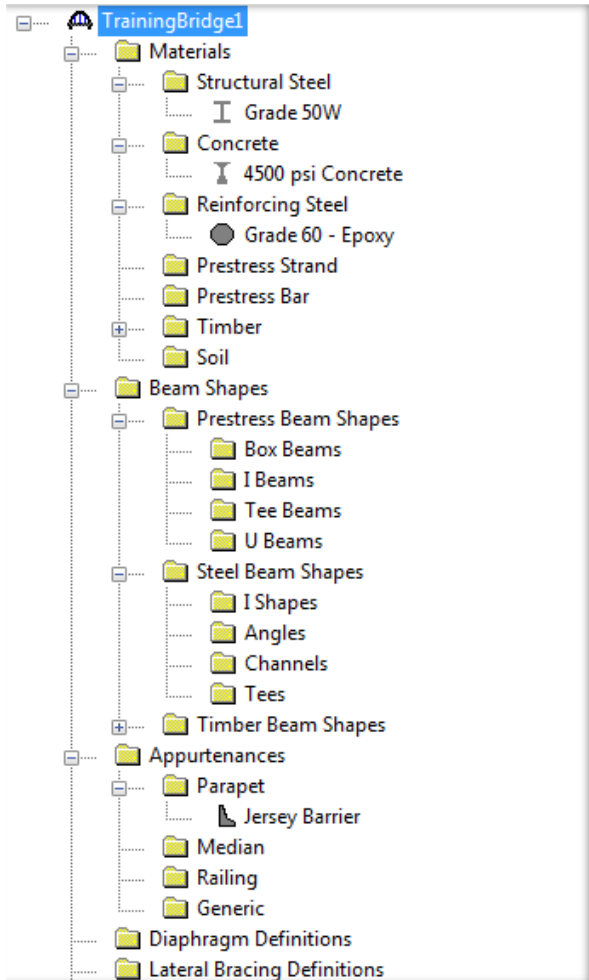 TrainingBridge1
Materials
Structural Steel
Grade 50W
Concrete
4500 psi Concrete
Reinforcing Steel
Grade 60 - Epoxy
Prestress Strand
Prestress Bar
Timber
Soil
Beam Shapes
Prestress Beam Shapes
Box Beams
I Beams
Tee Beams
U Beams
Steel Beam Shapes
I Shapes
Angles
Channels
Tees
Timber Beam Shapes
Appurtenances
Parapet
Jersey Barrier
Median
Railing
Generic
Diaphragm Definitions
Lateral Bracing Definitions